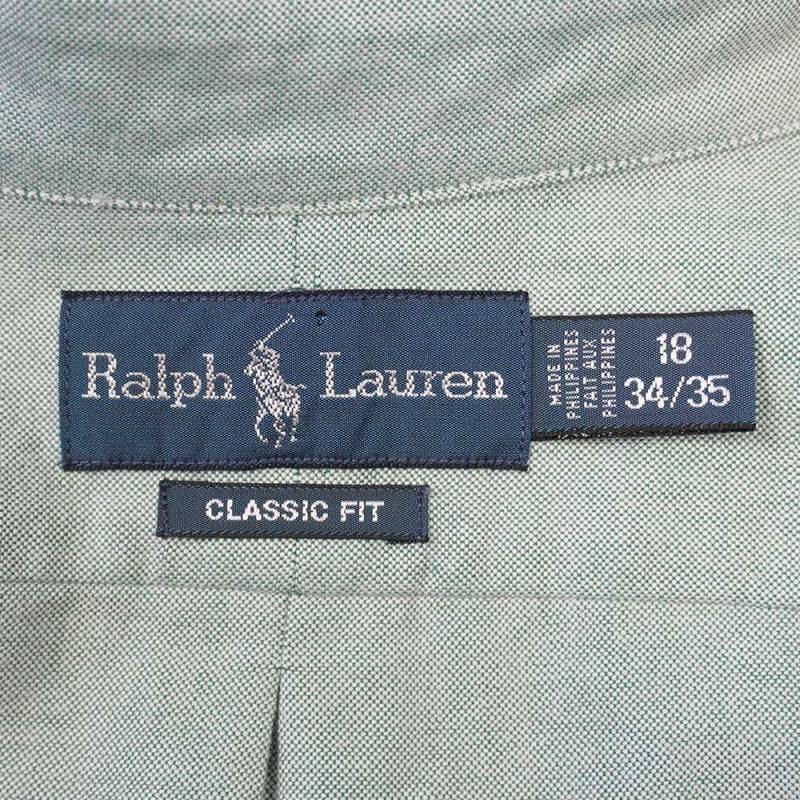 Ralph Lauren
MADE IN
PHILIPPINES
FAIT AUX
PHILIPPINES
18
34/35
CLASSIC FIT